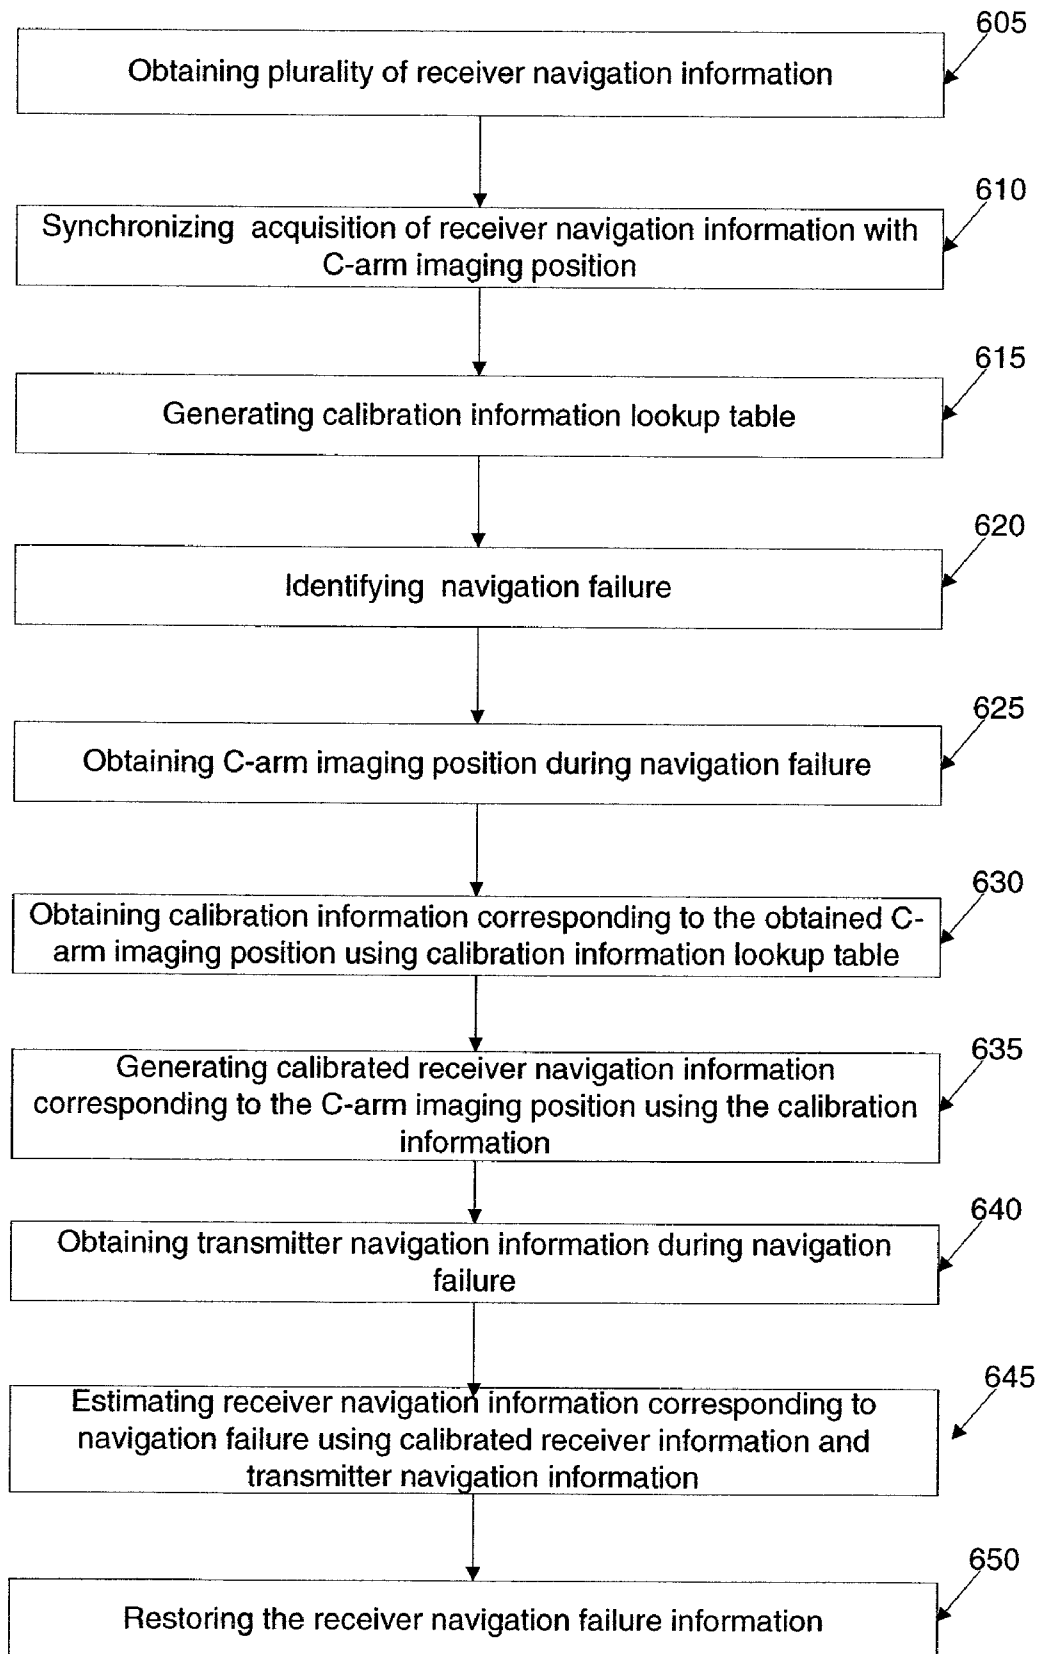 605
Obtaining plurality of receiver navigation information
610
Synchronizing acquisition of receiver navigation information with
C-arm imaging position
615
Generating calibration information lookup table
620
Identifying navigation failure
625
Obtaining C-arm imaging position during navigation failure
630
Obtaining calibration information corresponding to the obtained C-
arm imaging position using calibration information lookup table
635
Generating calibrated receiver navigation information
corresponding to the C-arm imaging position using the calibration
information
640
Obtaining transmitter navigation information during navigation
failure
645
Estimating receiver navigation information corresponding to
navigation failure using calibrated receiver information and
transmitter navigation information
650
Restoring the receiver navigation failure information